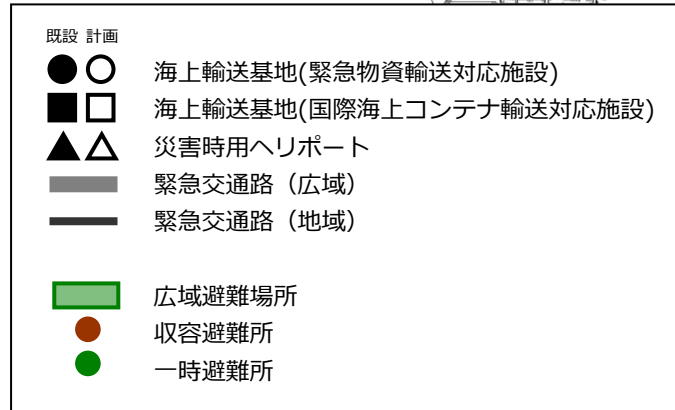 既設 計画
海上輸送基地(緊急物資輸送対応施設)
海上輸送基地(国際海上コンテナ輸送対応施設)
災害時用ヘリポート
緊急交通路（広域）
緊急交通路（地域）
広域避難場所
収容避難所
一時避難所